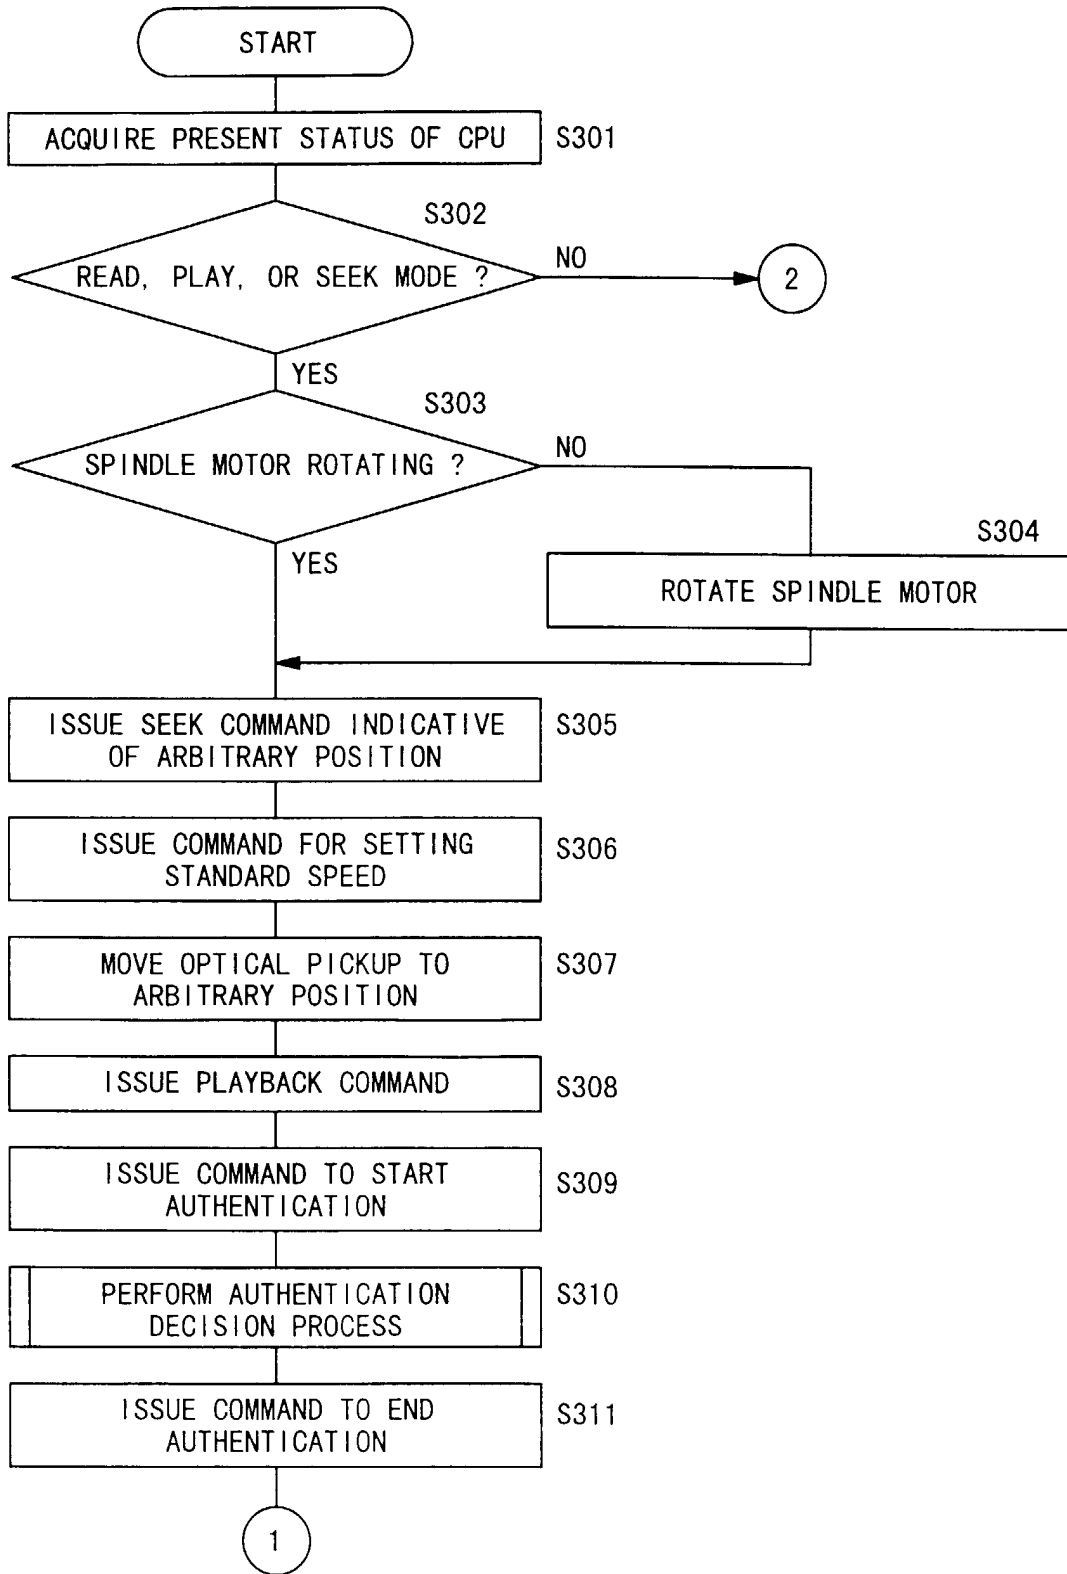 START
ACQUIRE PRESENT STATUS OF CPU
S301
S302
READ, PLAY, OR SEEK MODE ?
NO
2
YES
S303
SPINDLE MOTOR ROTATING ?
NO
YES
S304
ROTATE SPINDLE MOTOR
ISSUE SEEK COMMAND INDICATIVE
OF ARBITRARY POSITION
S305
ISSUE COMMAND FOR SETTING
STANDARD SPEED
S306
MOVE OPTICAL PICKUP TO
ARBITRARY POSITION
S307
ISSUE PLAYBACK COMMAND
S308
ISSUE COMMAND TO START
AUTHENTICATION
S309
PERFORM AUTHENTICATION
DECISION PROCESS
S310
ISSUE COMMAND TO END
AUTHENTICATION
S311
1